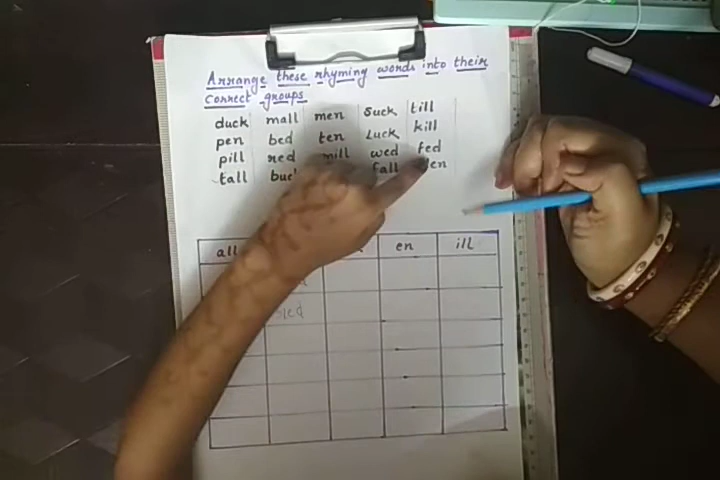 Arrange these rhyming words into their
correct groups
duck mall men suck till
pen bed ten Luck kill
pill red wed fed
tall fall
all en ill